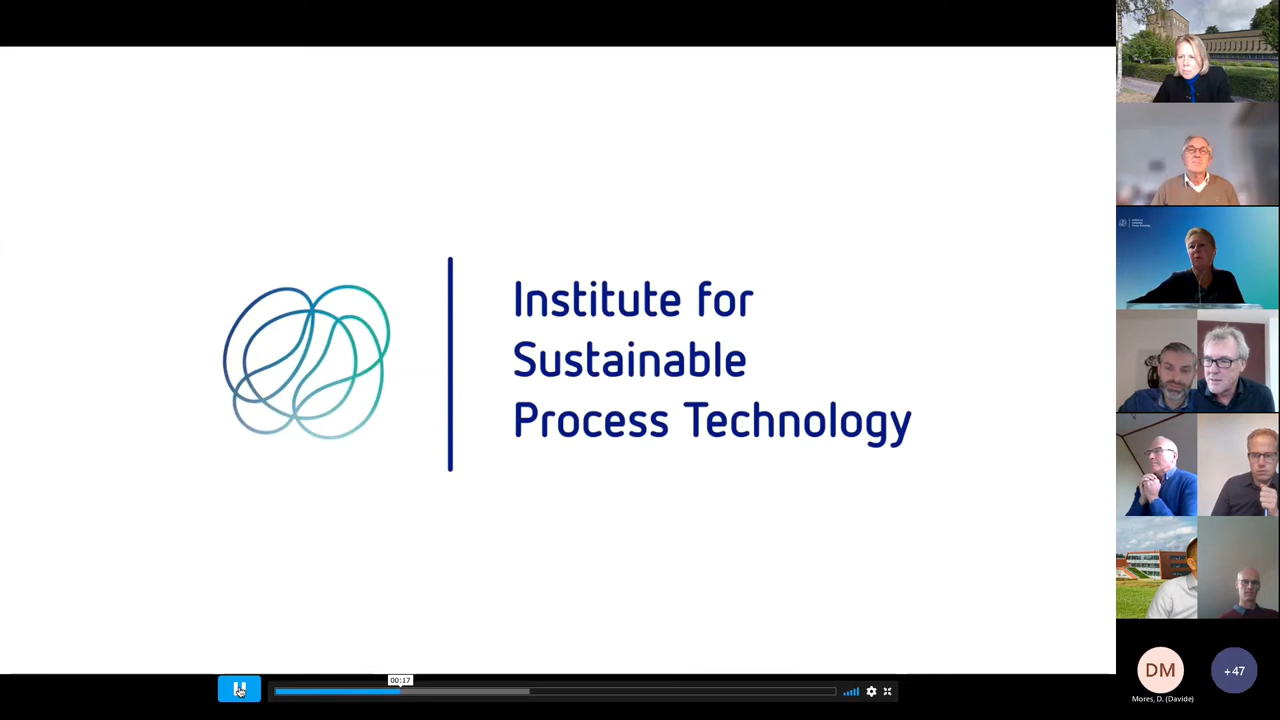 Institute for
Sustainable
Process Technology
00:17
DM
Mores, D. (Davide)
+47